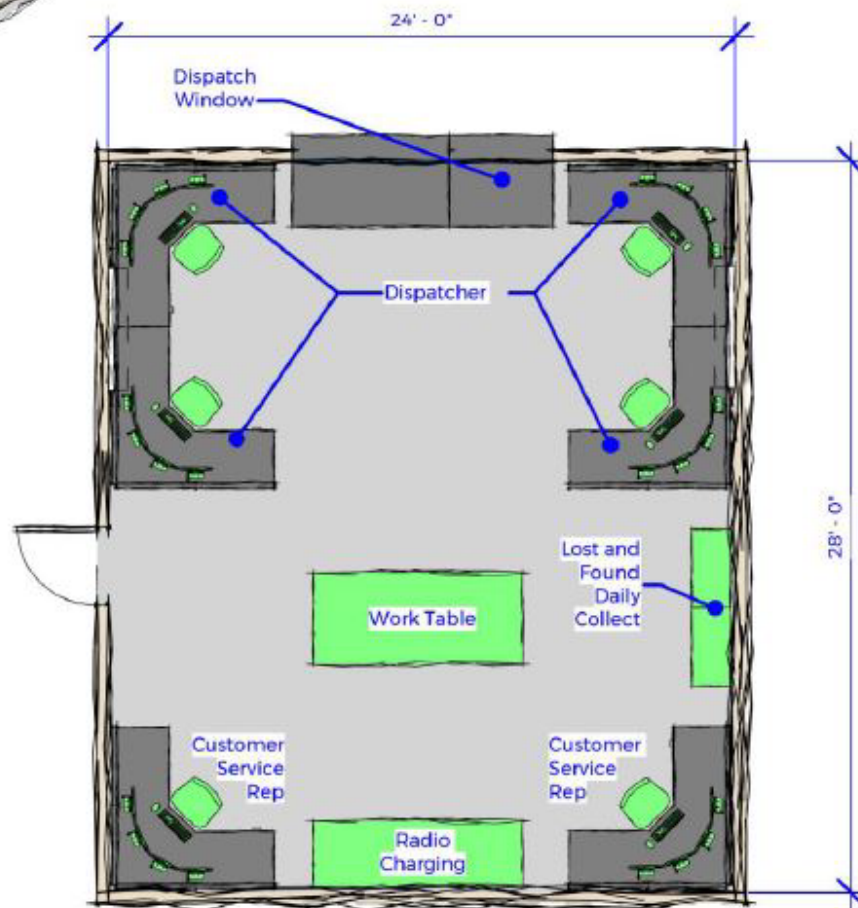 24' - 0"
Dispatch
Window
Dispatcher
28' - 0"
Lost and
Found
Daily
Collect
Work Table
Customer
Service
Rep
Customer
Service
Rep
Radio
Charging